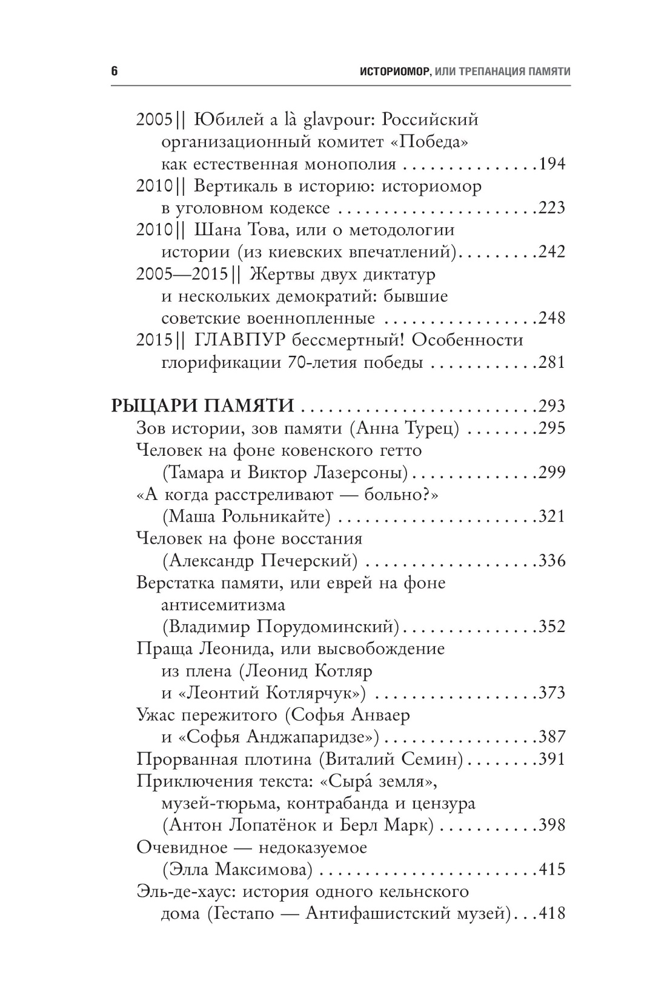 6 ИСТОРИОМОР, ИЛИ ТРЕПАНАЦИЯ ПАМЯТИ
2005|| Юбилей a là glavpour: Российский
организационный комитет «Победа»
как естественная монополия . . . . . . . . . . . . . . .194
2010|| Вертикаль в историю: историомор
в уголовном кодексе . . . . . . . . . . . . . . . . . . . . . .223
2010|| Шана Това, или о методологии
истории (из киевских впечатлений). . . . . . . . .242
2005—2015|| Жертвы двух диктатур
и нескольких демократий: бывшие
советские военнопленные . . . . . . . . . . . . . . . . .248
2015|| ГЛАВПУР бессмертный! Особенности
глорификации 70-летия победы . . . . . . . . . . . .281
РЫЦАРИ ПАМЯТИ . . . . . . . . . . . . . . . . . . . . . . . . . .293
Зов истории, зов памяти (Анна Турец) . . . . . . . .295
Человек на фоне ковенского гетто
(Тамара и Виктор Лазерсоны) . . . . . . . . . . . . . .299
«А когда расстреливают — больно?»
(Маша Рольникайте) . . . . . . . . . . . . . . . . . . . . . .321
Человек на фоне восстания
(Александр Печерский) . . . . . . . . . . . . . . . . . . .336
Верстатка памяти, или еврей на фоне
антисемитизма
(Владимир Порудоминский) . . . . . . . . . . . . . . .352
Праща Леонида, или высвобождение
из плена (Леонид Котляр
и «Леонтий Котлярчук») . . . . . . . . . . . . . . . . . .373
Ужас пережитого (Софья Анваер
и «Софья Анджапаридзе») . . . . . . . . . . . . . . . . .387
Прорванная плотина (Виталий Семин) . . . . . . . .391
Приключения текста: «Сыра́ земля»,
музей-тюрьма, контрабанда и цензура
(Антон Лопатёнок и Берл Марк) . . . . . . . . . . .398
Очевидное — недоказуемое
(Элла Максимова) . . . . . . . . . . . . . . . . . . . . . . . .415
Эль-де-хаус: история одного кельнского
дома (Гестапо — Антифашистский музей). . .418